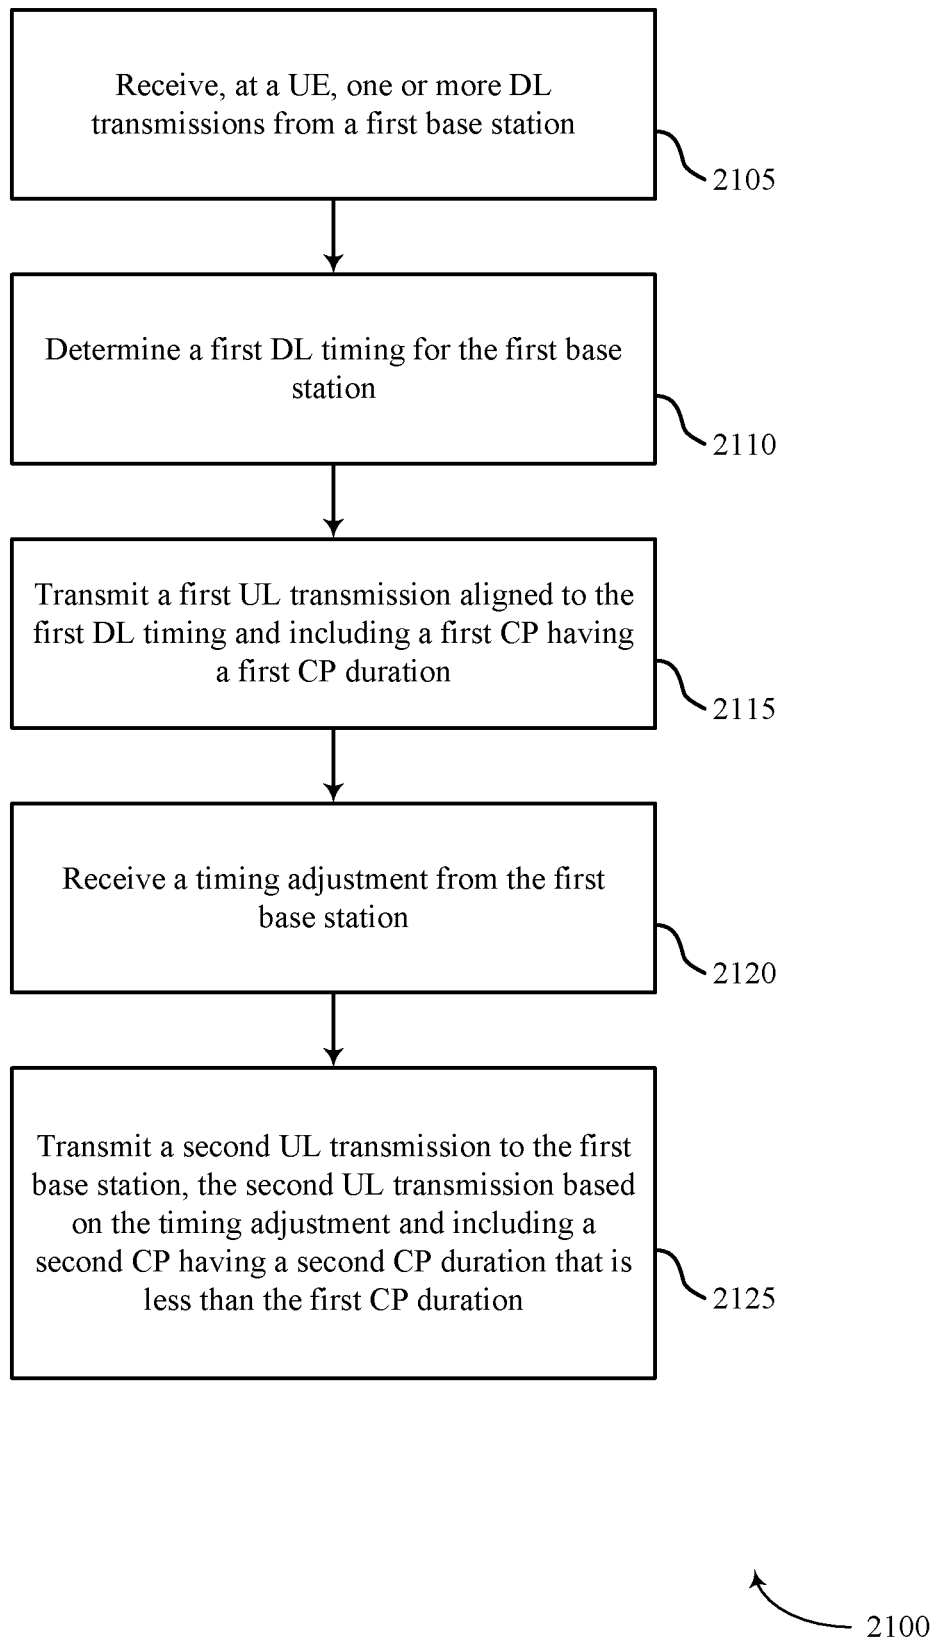 Receive, at a UE, one or more DL
transmissions from a first base station
2105
Determine a first DL timing for the first base
station
2110
Transmit a first UL transmission aligned to the
first DL timing and including a first CP having
a first CP duration
2115
Receive a timing adjustment from the first
base station
2120
Transmit a second UL transmission to the first
base station, the second UL transmission based
on the timing adjustment and including a
second CP having a second CP duration that is
less than the first CP duration
2125
2100